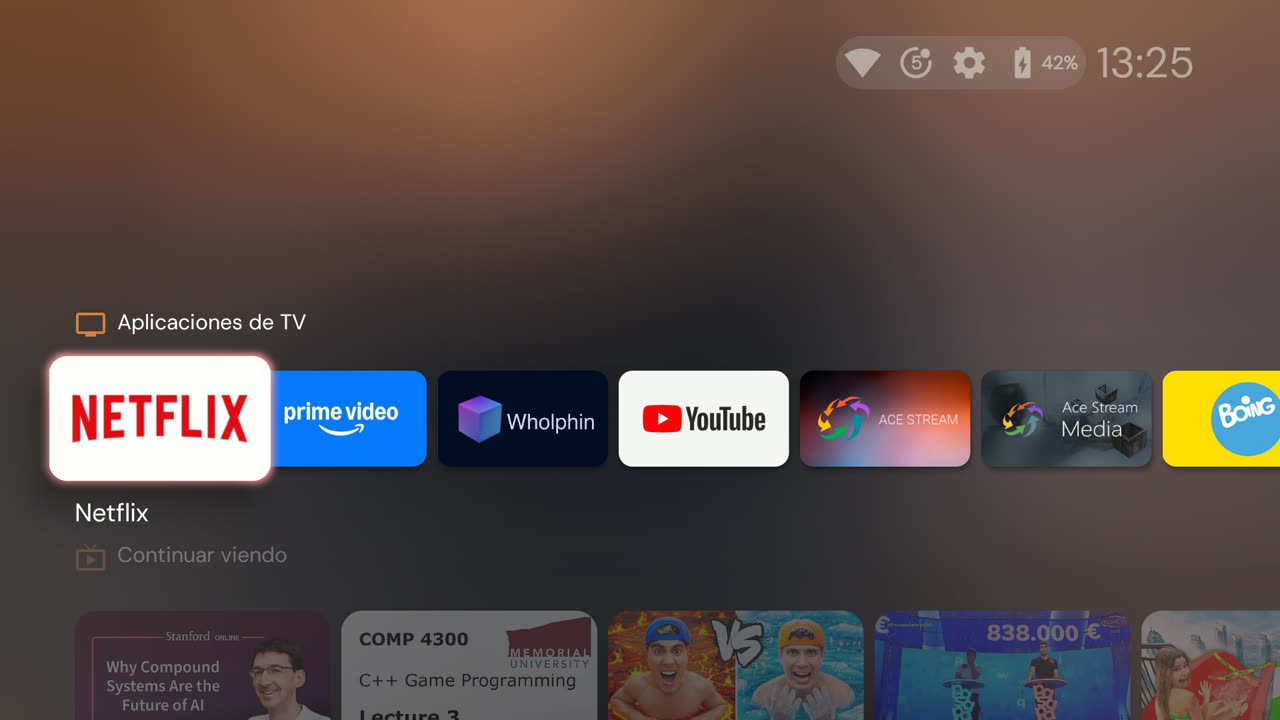 5
42%
13:25
Aplicaciones de TV
NETFLIX
prime video
Wholphin
YouTube
ACE STREAM
Ace Stream
Media
BOiNG
Netflix
Continuar viendo
Stanford ONLINE
Why Compound
Systems Are the
Future of AI
COMP 4300
MEMORIAL
UNIVERSITY
C++ Game Programming
Lecture 3
VS
€
838.000 €